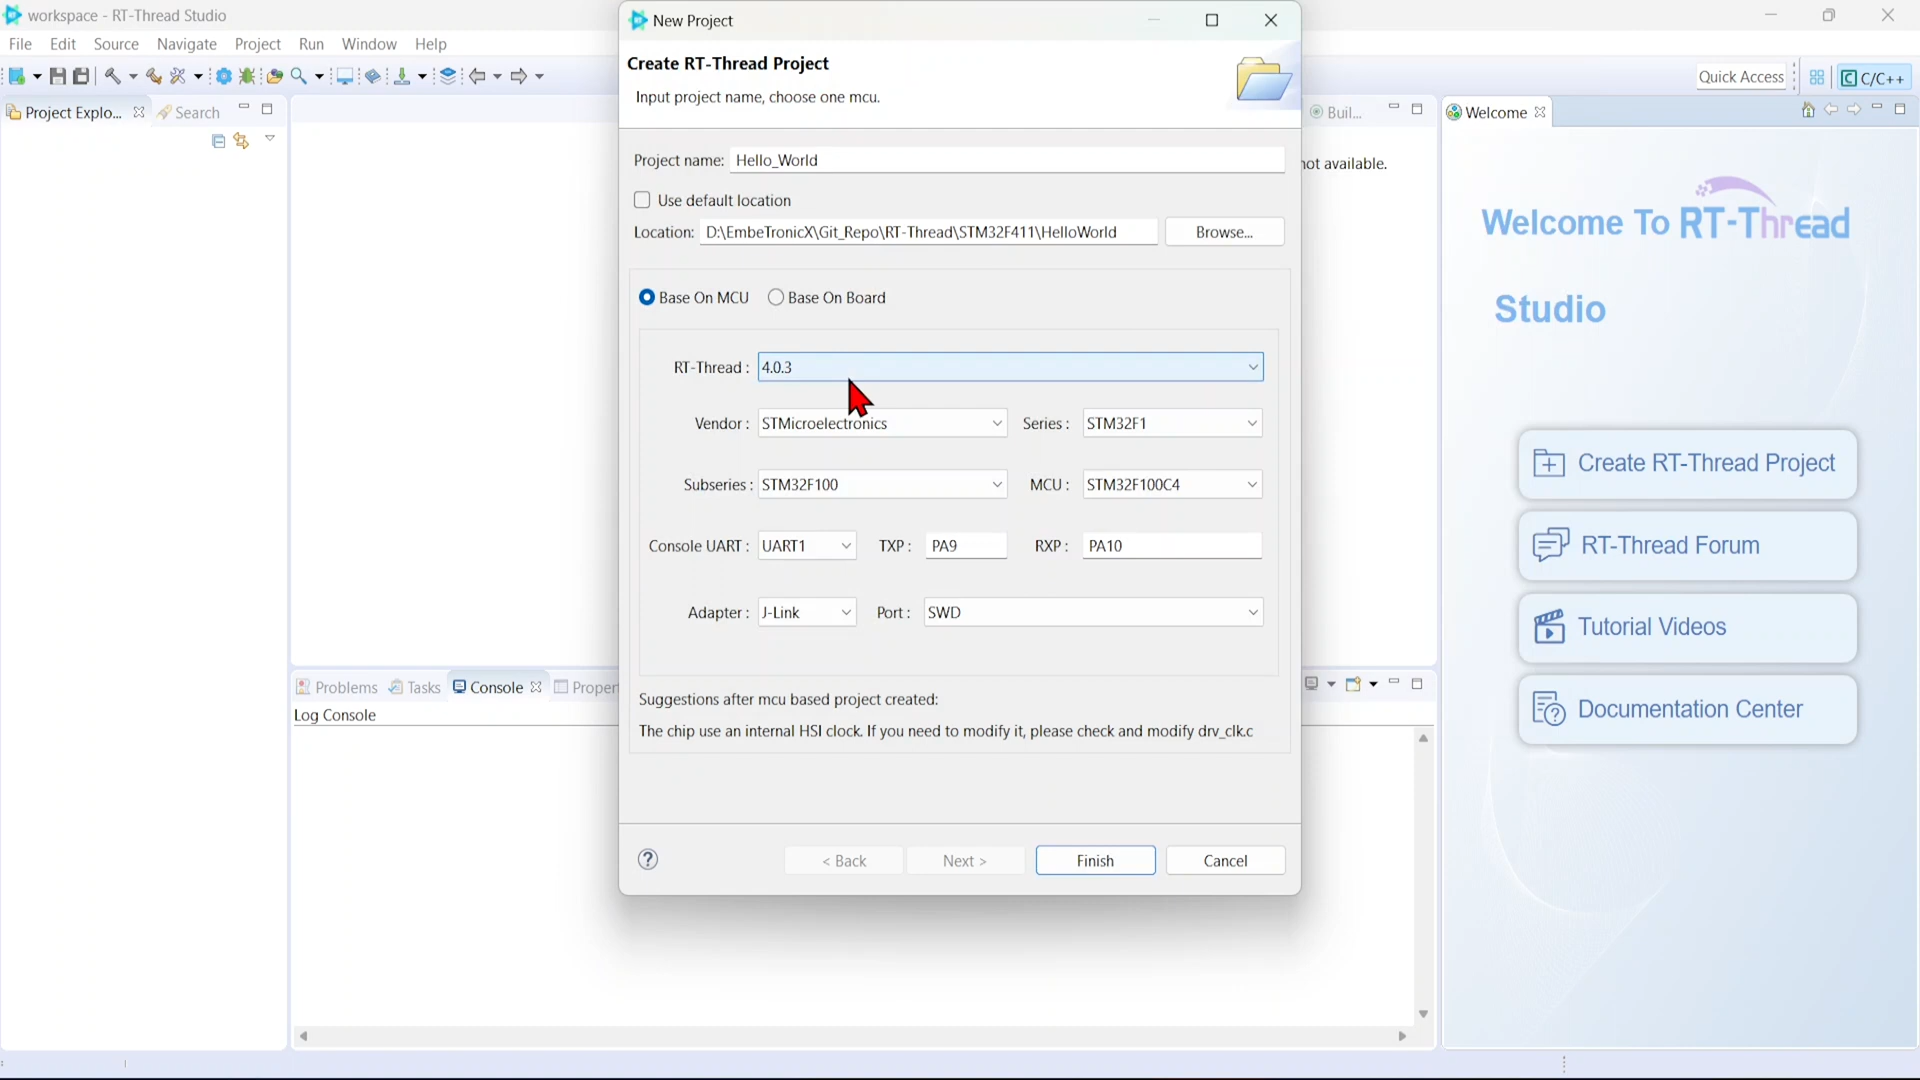 workspace - RT-Thread Studio
File Edit Source Navigate Project Run Window Help
Quick Access
C/C++
Project Explo...
Search
New Project
Create RT-Thread Project
Input project name, choose one mcu.
Project name: Hello_World
Use default location
Location: D:\EmbeTronicX\Git_Repo\RT-Thread\STM32F411\HelloWorld Browse...
Base On MCU Base On Board
RT-Thread : 4.0.3
Vendor : STMicroelectronics Series : STM32F1
Subseries : STM32F100 MCU : STM32F100C4
Console UART : UART1 TXP : PA9 RXP : PA10
Adapter : J-Link Port : SWD
Suggestions after mcu based project created:
The chip use an internal HSI clock. If you need to modify it, please check and modify drv_clk.c
< Back Next > Finish Cancel
Buil...
not available.
Problems Tasks Console Propert
Log Console
Welcome
Welcome To RT-Thread
Studio
Create RT-Thread Project
RT-Thread Forum
Tutorial Videos
Documentation Center